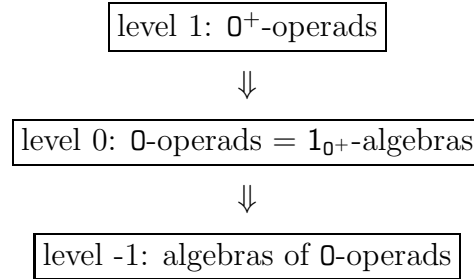 level 1: O⁺-operads
⇓
level 0: O-operads = 1_{O⁺}-algebras
⇓
level -1: algebras of O-operads